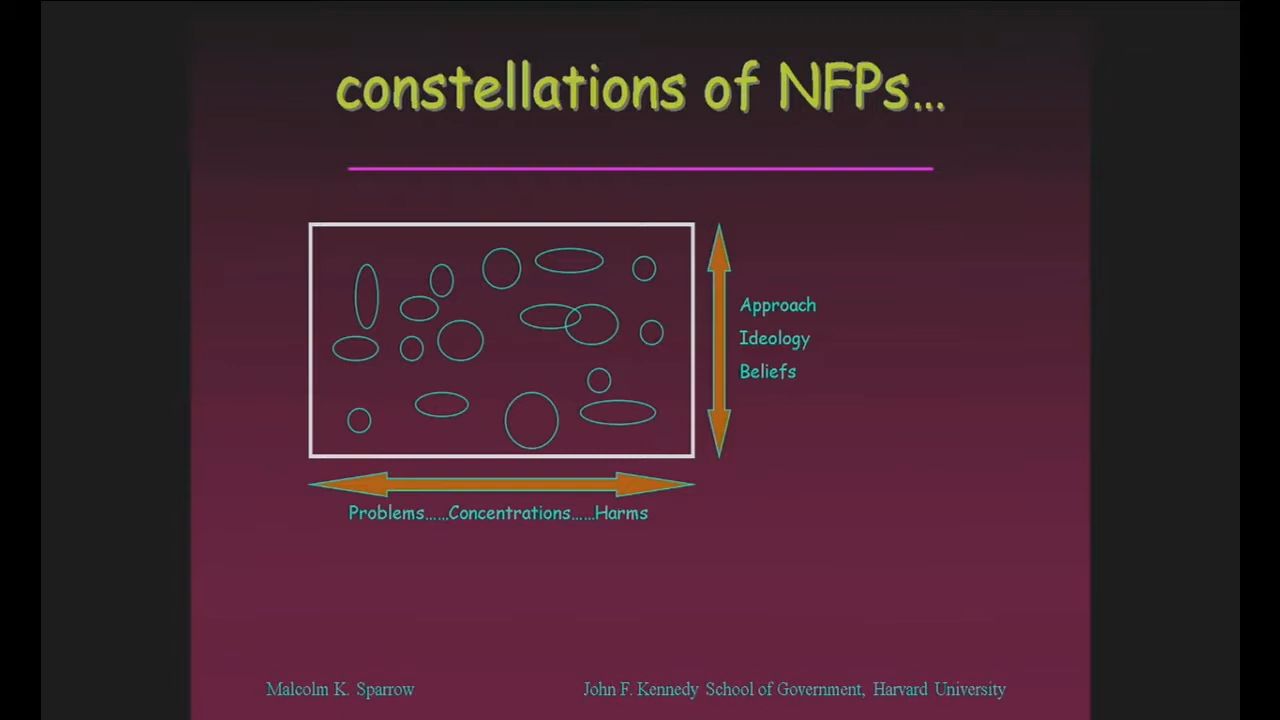 constellations of NFPs...
Approach
Ideology
Beliefs
Problems......Concentrations......Harms
Malcolm K. Sparrow
John F. Kennedy School of Government, Harvard University